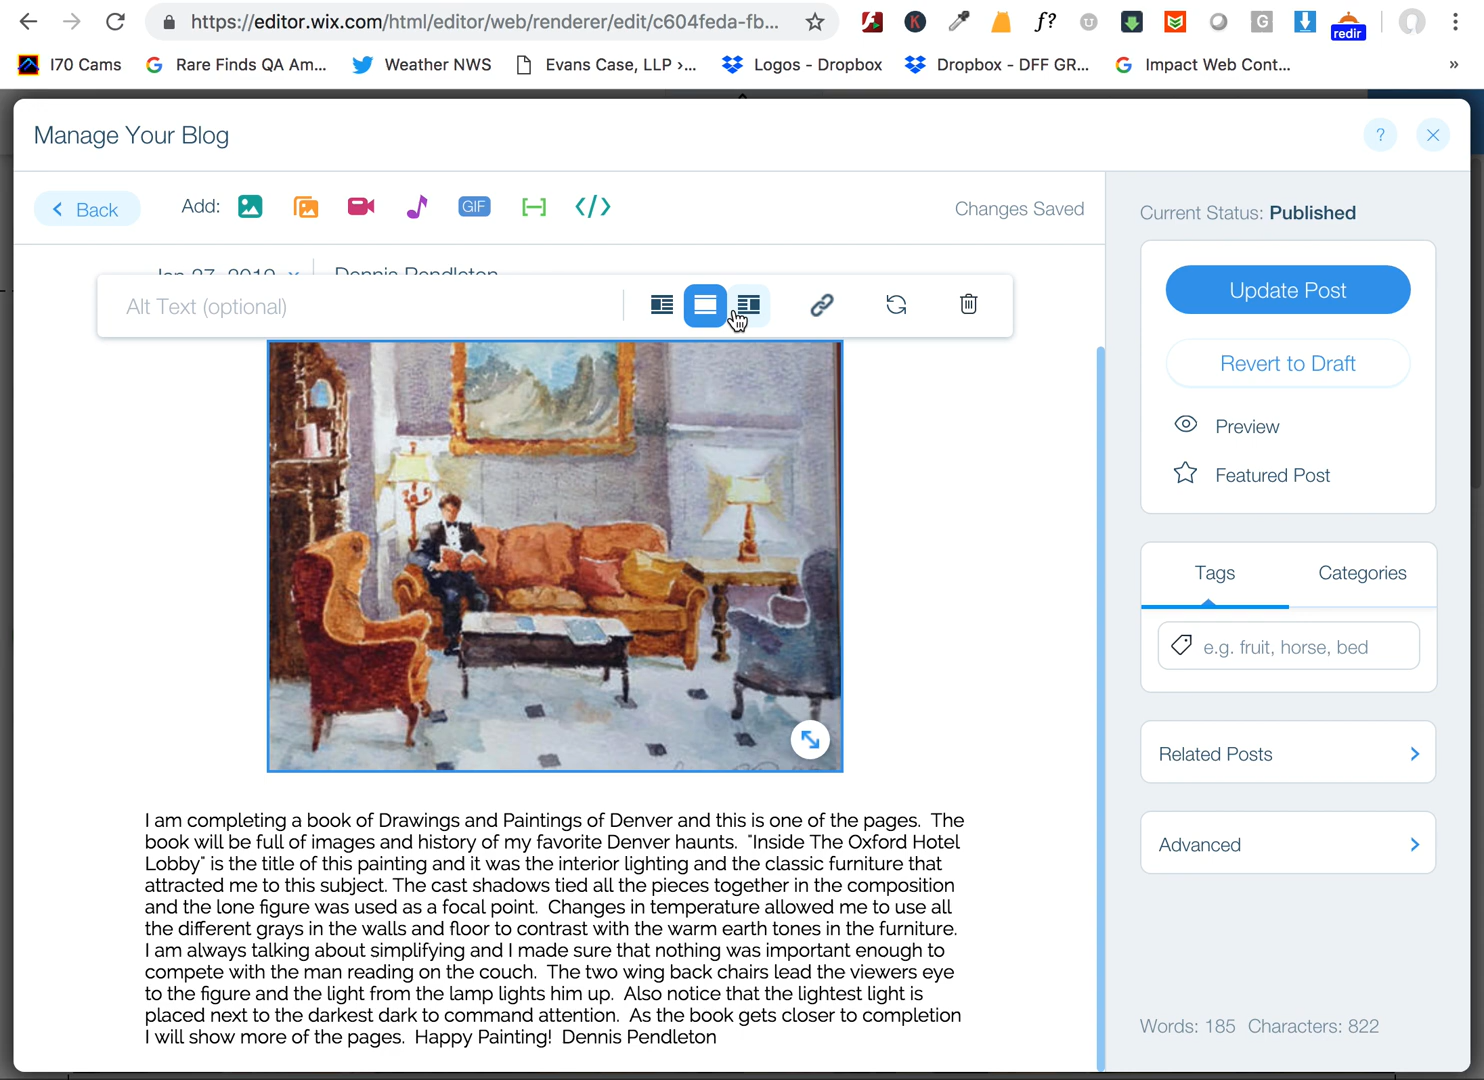 https://editor.wix.com/html/editor/web/renderer/edit/c604feda-fb...
f?
U
G
redir
I70 Cams
Rare Finds QA Am...
Weather NWS
Evans Case, LLP ›...
Logos - Dropbox
Dropbox - DFF GR...
Impact Web Cont...
»
Manage Your Blog
?
Back
Add:
GIF
Changes Saved
Jan 27, 2019
Dennis Pendleton
Alt Text (optional)
I am completing a book of Drawings and Paintings of Denver and this is one of the pages. The
book will be full of images and history of my favorite Denver haunts. "Inside The Oxford Hotel
Lobby" is the title of this painting and it was the interior lighting and the classic furniture that
attracted me to this subject. The cast shadows tied all the pieces together in the composition
and the lone figure was used as a focal point. Changes in temperature allowed me to use all
the different grays in the walls and floor to contrast with the warm earth tones in the furniture.
I am always talking about simplifying and I made sure that nothing was important enough to
compete with the man reading on the couch. The two wing back chairs lead the viewers eye
to the figure and the light from the lamp lights him up. Also notice that the lightest light is
placed next to the darkest dark to command attention. As the book gets closer to completion
I will show more of the pages. Happy Painting! Dennis Pendleton
Current Status: Published
Update Post
Revert to Draft
Preview
Featured Post
Tags
Categories
e.g. fruit, horse, bed
Related Posts
Advanced
Words: 185 Characters: 822